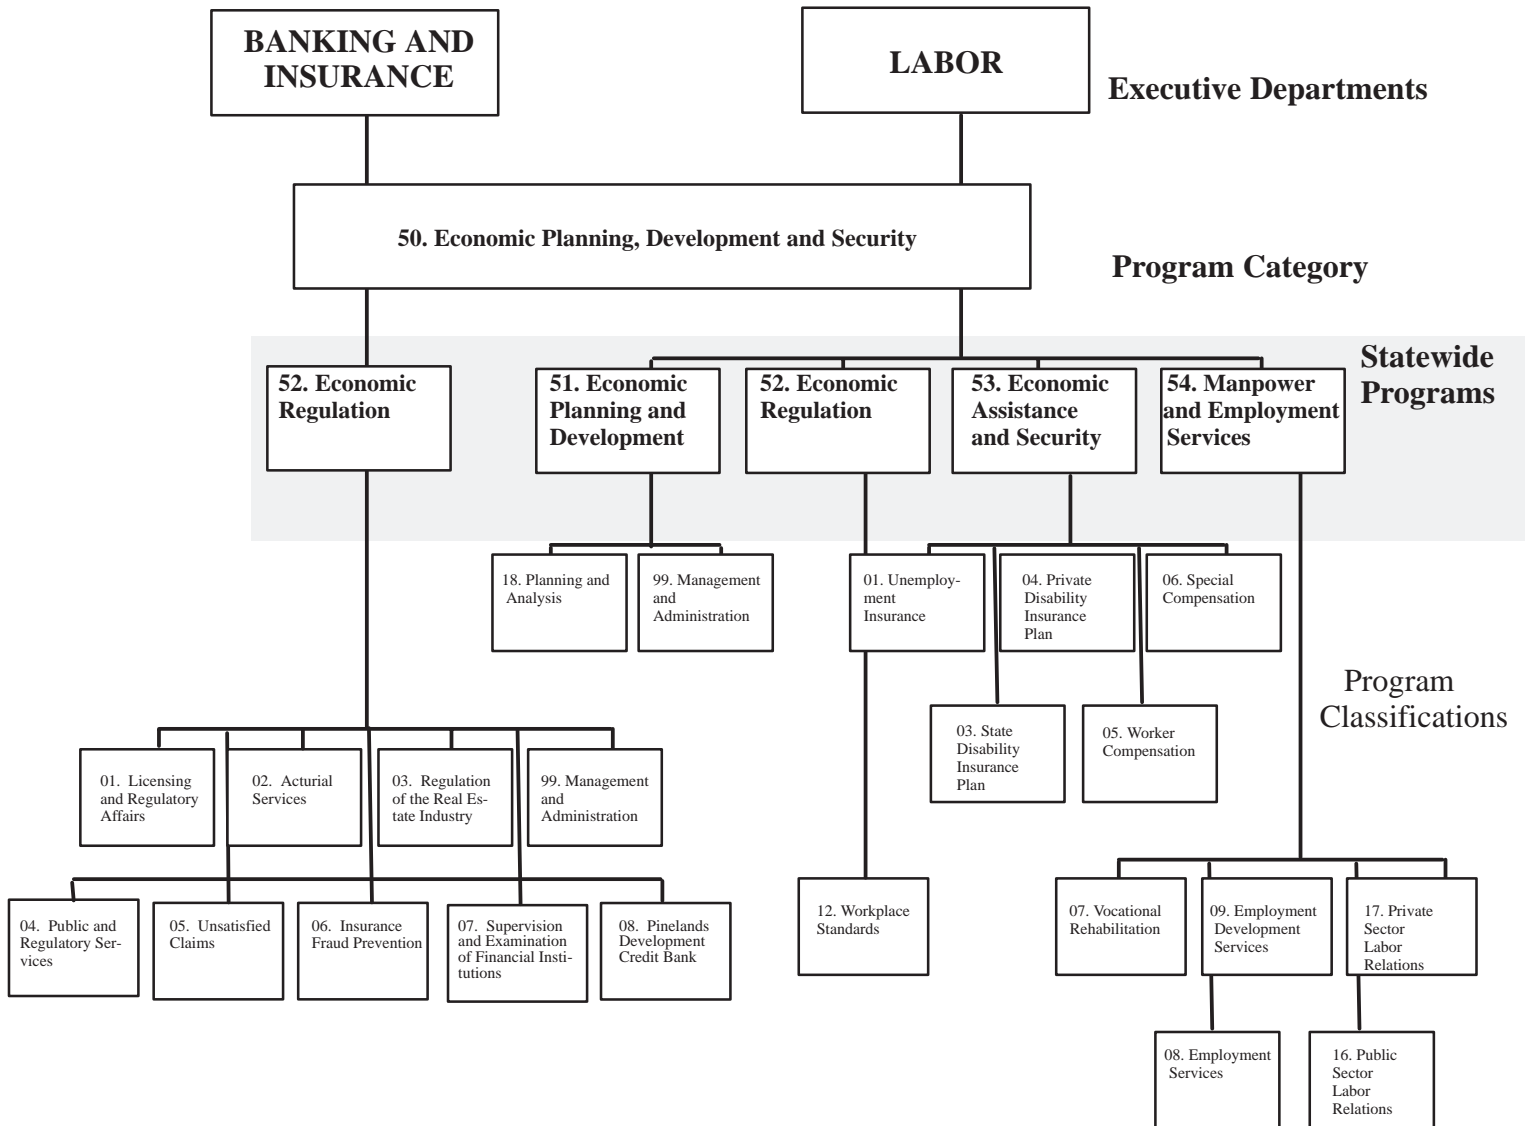 BANKING AND
INSURANCE
LABOR
Executive Departments
50. Economic Planning, Development and Security
Program Category
Statewide
Programs
52. Economic
Regulation
51. Economic
Planning and
Development
52. Economic
Regulation
53. Economic
Assistance
and Security
54. Manpower
and Employment
Services
18. Planning and
Analysis
99. Management
and
Administration
01. Unemploy-
ment
Insurance
04. Private
Disability
Insurance
Plan
06. Special
Compensation
Program
Classifications
03. State
Disability
Insurance
Plan
05. Worker
Compensation
01. Licensing
and Regulatory
Affairs
02. Acturial
Services
03. Regulation
of the Real Es-
tate Industry
99. Management
and
Administration
04. Public and
Regulatory Ser-
vices
05. Unsatisfied
Claims
06. Insurance
Fraud Prevention
07. Supervision
and Examination
of Financial Insti-
tutions
08. Pinelands
Development
Credit Bank
12. Workplace
Standards
07. Vocational
Rehabilitation
09. Employment
Development
Services
17. Private
Sector
Labor
Relations
08. Employment
Services
16. Public
Sector
Labor
Relations